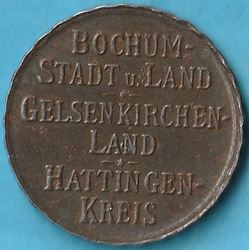 BOCHUM-
STADT U. LAND
GELSENKIRCHEN-
LAND
HATTINGEN-
KREIS